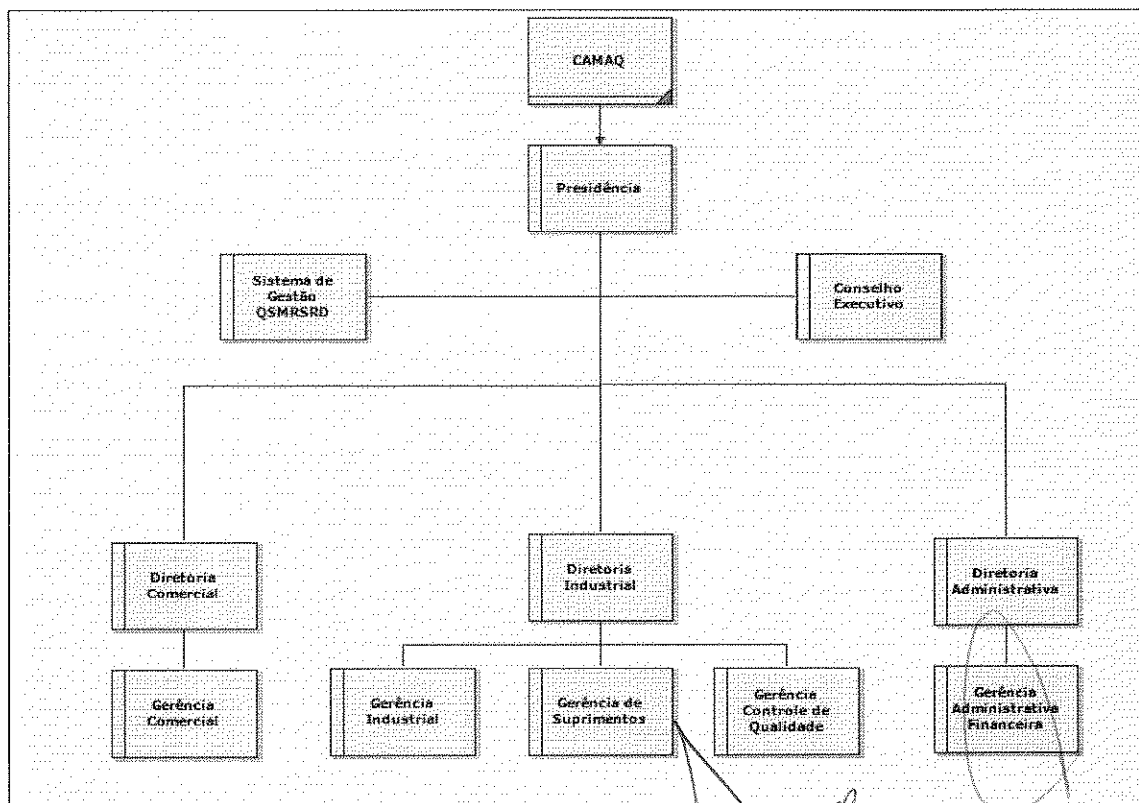 CAMAQ
Presidência
Sistema de
Gestão
QSMRSRD
Conselho
Executivo
Diretoria
Comercial
Diretoria
Industrial
Diretoria
Administrativa
Gerência
Comercial
Gerência
Industrial
Gerência de
Suprimentos
Gerência
Controle de
Qualidade
Gerência
Administrativa
Financeira